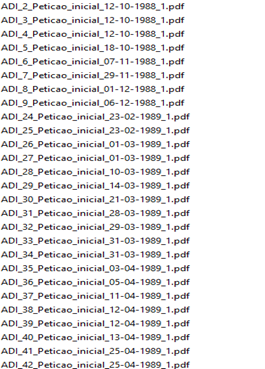 ADI_2_Peticao_inicial_12-10-1988_1.pdf
ADI_3_Peticao_inicial_12-10-1988_1.pdf
ADI_4_Peticao_inicial_12-10-1988_1.pdf
ADI_5_Peticao_inicial_18-10-1988_1.pdf
ADI_6_Peticao_inicial_07-11-1988_1.pdf
ADI_7_Peticao_inicial_29-11-1988_1.pdf
ADI_8_Peticao_inicial_01-12-1988_1.pdf
ADI_9_Peticao_inicial_06-12-1988_1.pdf
ADI_24_Peticao_inicial_23-02-1989_1.pdf
ADI_25_Peticao_inicial_23-02-1989_1.pdf
ADI_26_Peticao_inicial_01-03-1989_1.pdf
ADI_27_Peticao_inicial_01-03-1989_1.pdf
ADI_28_Peticao_inicial_10-03-1989_1.pdf
ADI_29_Peticao_inicial_14-03-1989_1.pdf
ADI_30_Peticao_inicial_21-03-1989_1.pdf
ADI_31_Peticao_inicial_28-03-1989_1.pdf
ADI_32_Peticao_inicial_29-03-1989_1.pdf
ADI_33_Peticao_inicial_31-03-1989_1.pdf
ADI_34_Peticao_inicial_31-03-1989_1.pdf
ADI_35_Peticao_inicial_03-04-1989_1.pdf
ADI_36_Peticao_inicial_05-04-1989_1.pdf
ADI_37_Peticao_inicial_11-04-1989_1.pdf
ADI_38_Peticao_inicial_12-04-1989_1.pdf
ADI_39_Peticao_inicial_12-04-1989_1.pdf
ADI_40_Peticao_inicial_13-04-1989_1.pdf
ADI_41_Peticao_inicial_25-04-1989_1.pdf
ADI_42_Peticao_inicial_25-04-1989_1.pdf